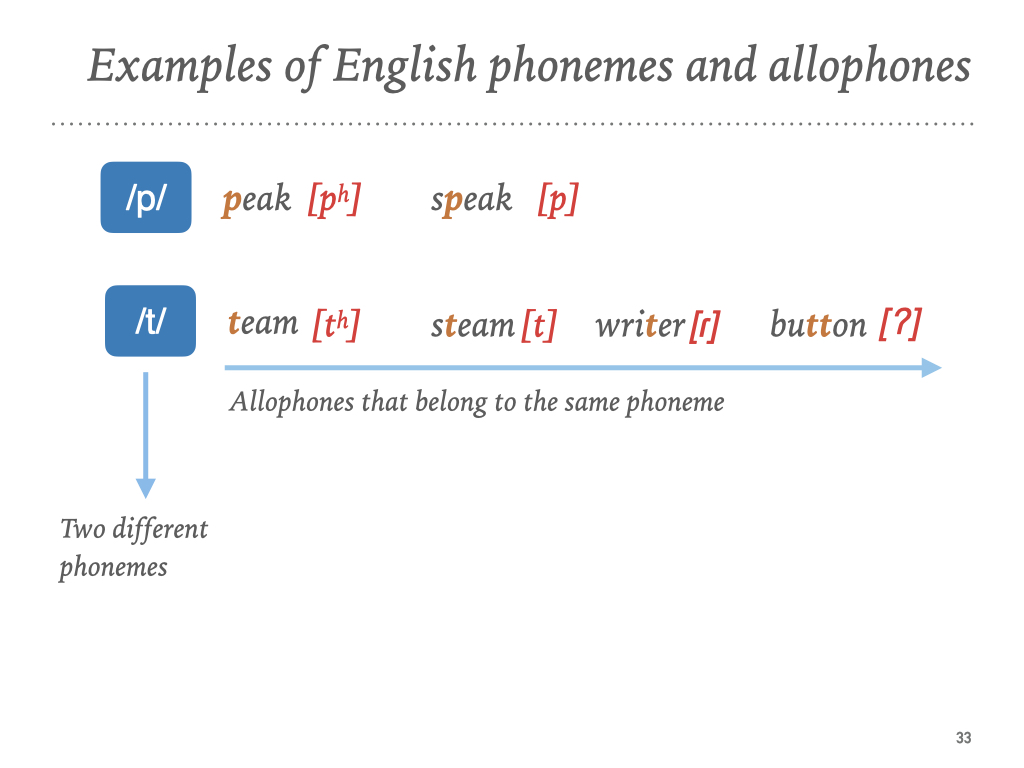 Examples of English phonemes and allophones
/p/ peak [pʰ] speak [p]
/t/ team [tʰ] steam [t] writer [ɾ] button [ʔ]
Allophones that belong to the same phoneme
Two different
phonemes
33